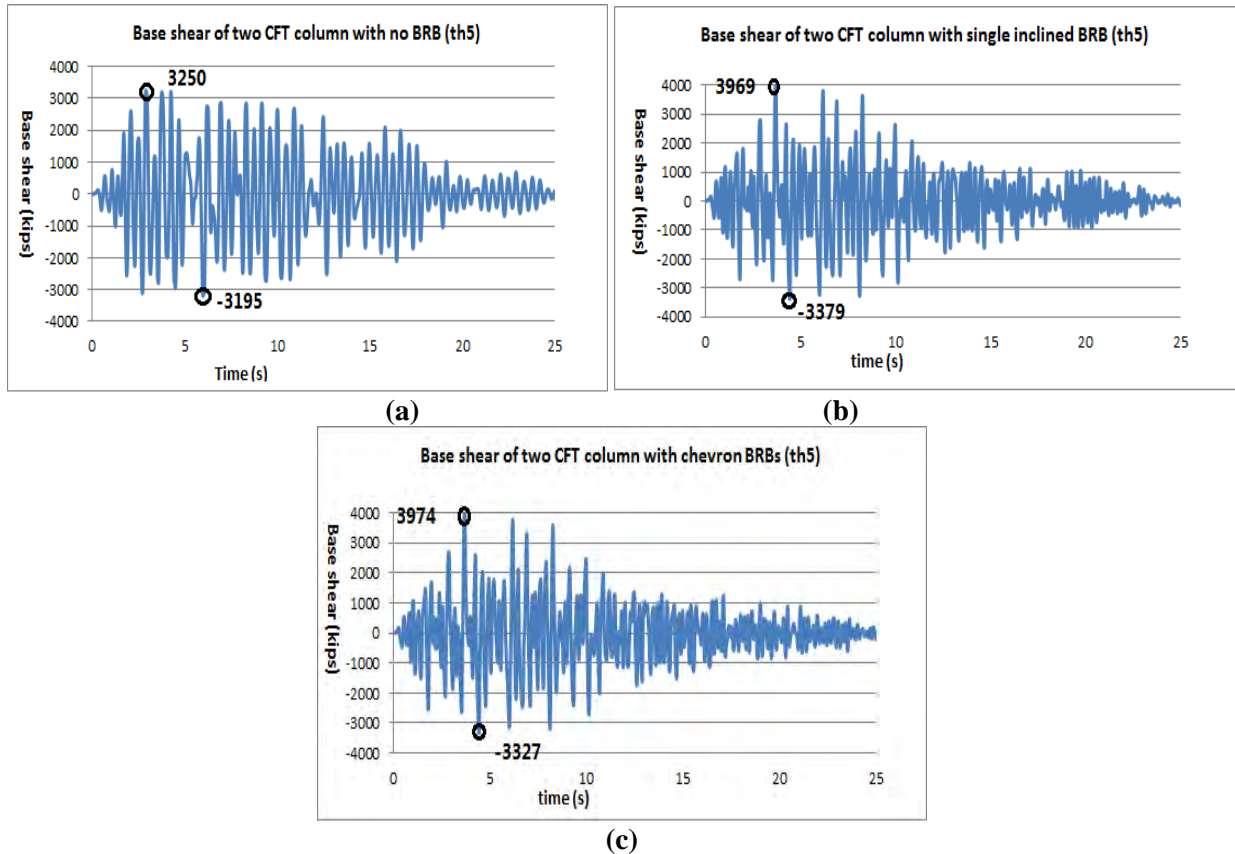 Base shear of two CFT column with no BRB (th5)
Base shear (kips)
4000
3000
2000
1000
0
-1000
-2000
-3000
-4000
3250
-3195
0 5 10 15 20 25
Time (s)
(a)
Base shear of two CFT column with single inclined BRB (th5)
Base shear (kips)
4000
3000
2000
1000
0
-1000
-2000
-3000
-4000
3969
-3379
0 5 10 15 20 25
time (s)
(b)
Base shear of two CFT column with chevron BRBs (th5)
Base shear (kips)
4000
3000
2000
1000
0
-1000
-2000
-3000
-4000
3974
-3327
0 5 10 15 20 25
time (s)
(c)